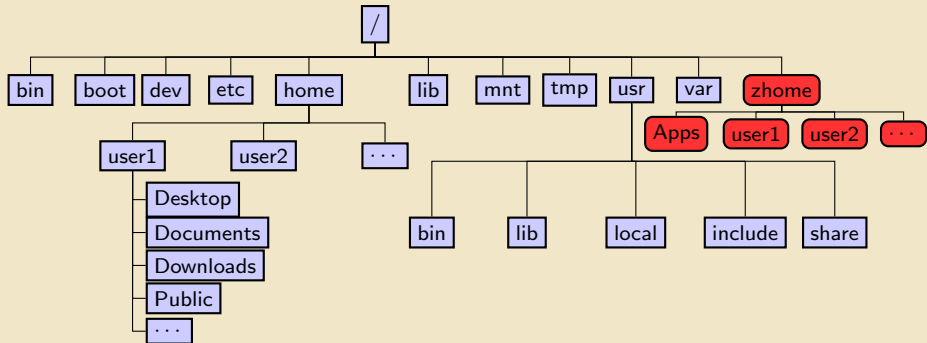 /
bin boot dev etc home lib mnt tmp usr var zhome
Apps user1 user2 ···
user1 user2 ···
Desktop
bin lib local include share
Documents
Downloads
Public
···